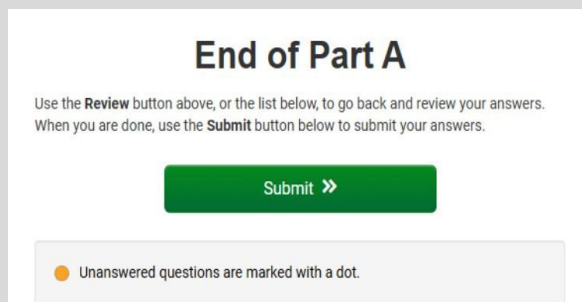 End of Part A
Use the Review button above, or the list below, to go back and review your answers.
When you are done, use the Submit button below to submit your answers.
Submit »
Unanswered questions are marked with a dot.